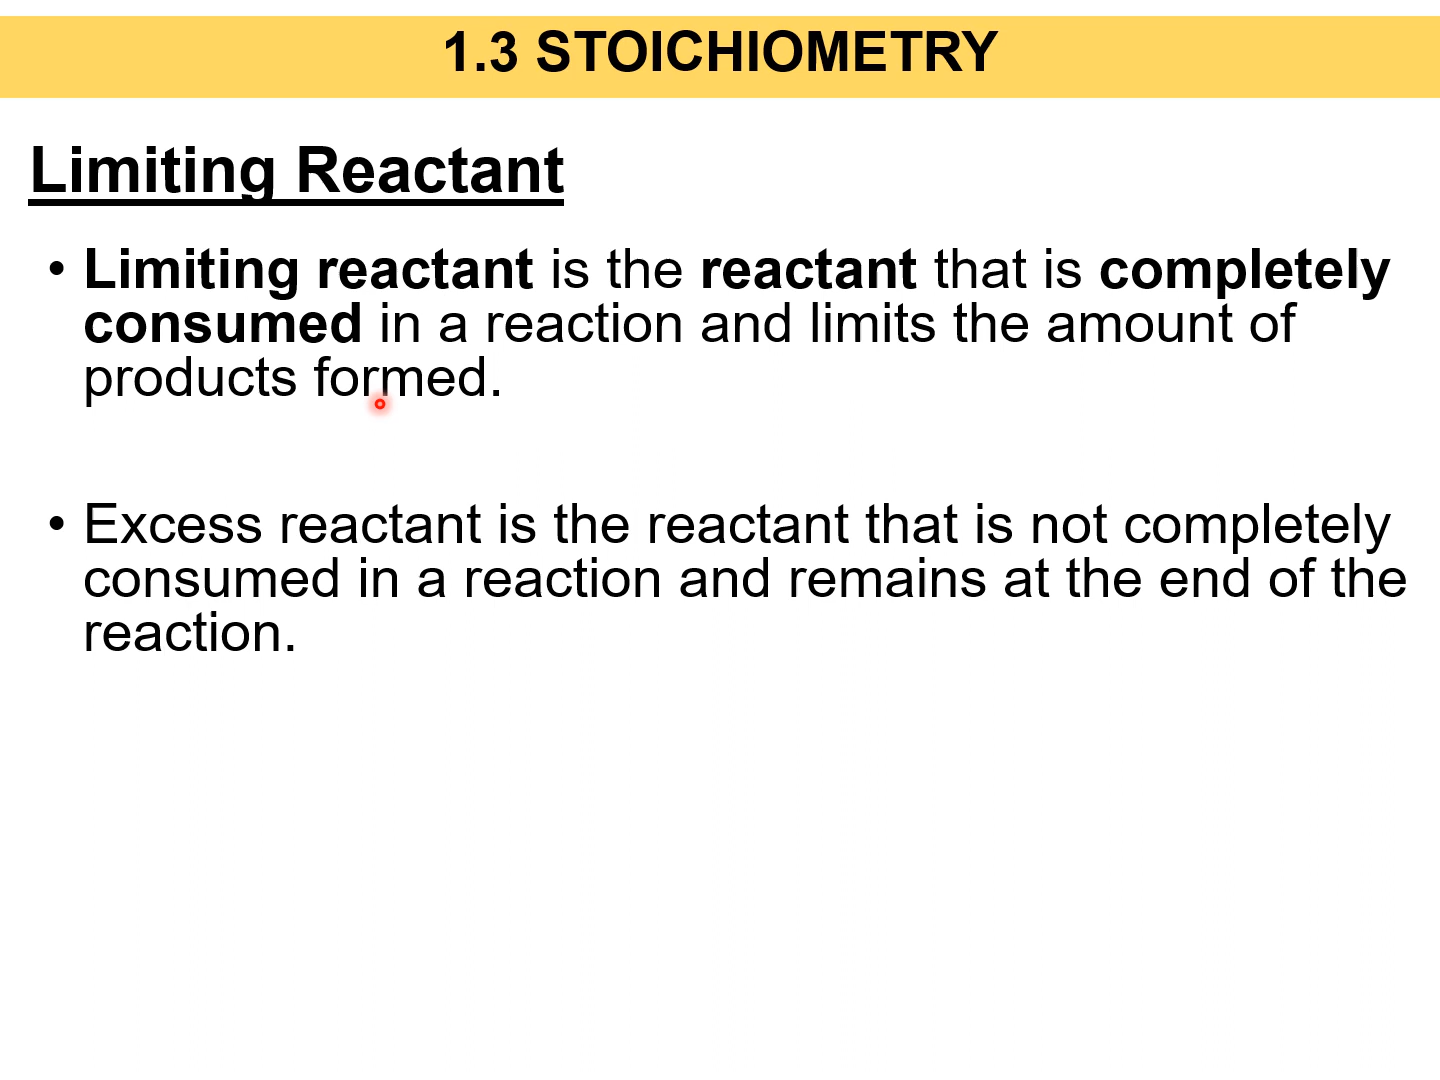 1.3 STOICHIOMETRY
Limiting Reactant
• Limiting reactant is the reactant that is completely
consumed in a reaction and limits the amount of
products formed.
• Excess reactant is the reactant that is not completely
consumed in a reaction and remains at the end of the
reaction.